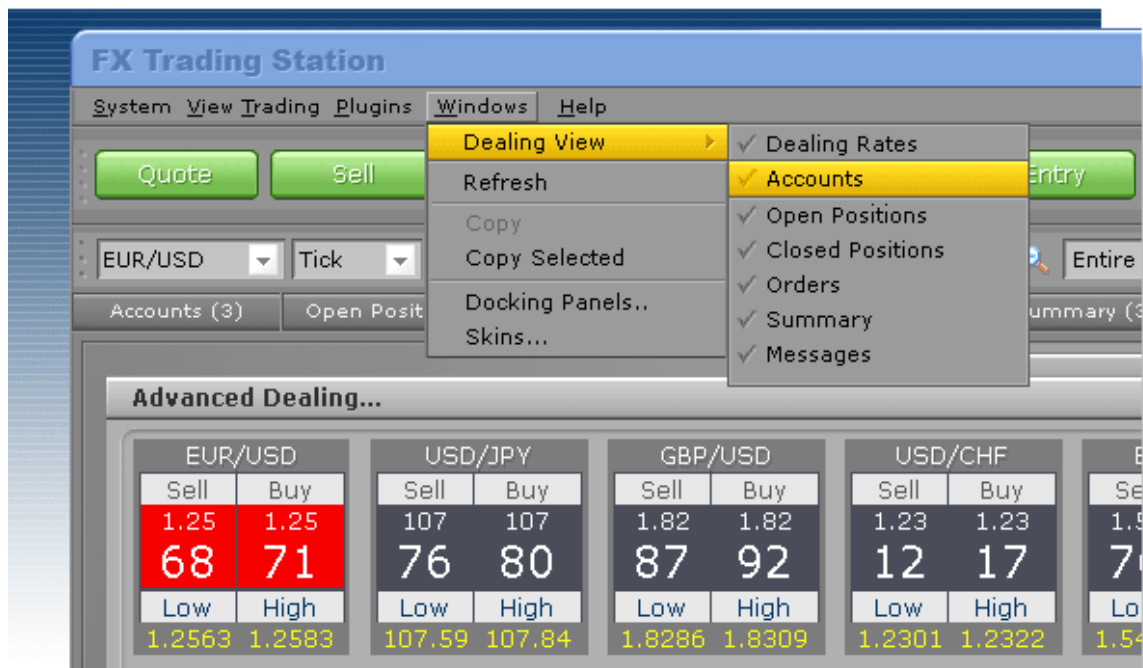 FX Trading Station
System View Trading Plugins Windows Help
Dealing View
Dealing Rates
Quote Sell Refresh Accounts Entry
Copy Open Positions
EUR/USD Tick Copy Selected Closed Positions Entire
Accounts (3) Open Posit Docking Panels.. Orders
Skins... Summary
Messages
Advanced Dealing...
EUR/USD USD/JPY GBP/USD USD/CHF
Sell Buy Sell Buy Sell Buy Sell Buy
1.25 1.25 107 107 1.82 1.82 1.23 1.23
68 71 76 80 87 92 12 17
Low High Low High Low High Low High
1.2563 1.2583 107.59 107.84 1.8286 1.8309 1.2301 1.2322